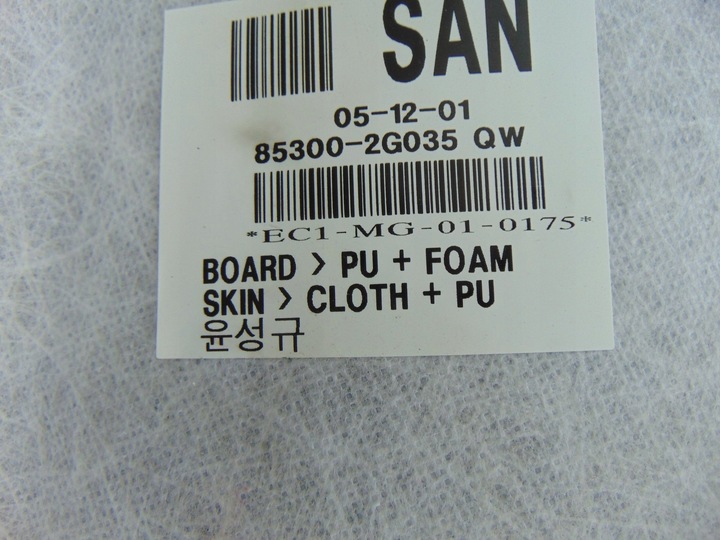 SAN
05-12-01
85300-2G035 QW
*EC1-MG-01-0175*
BOARD > PU + FOAM
SKIN > CLOTH + PU
윤성규